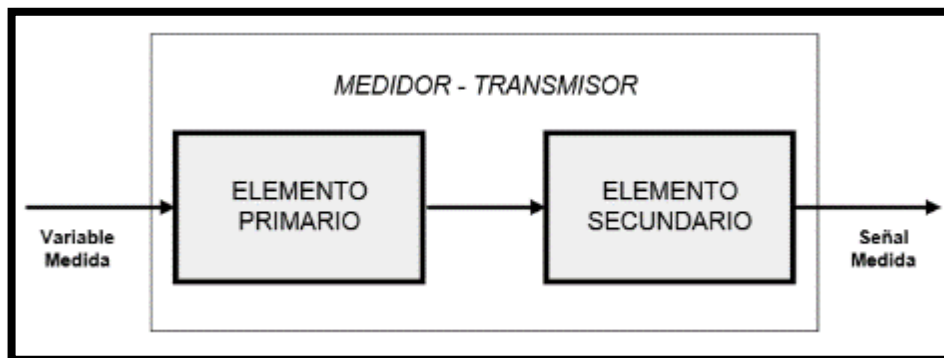 MEDIDOR - TRANSMISOR
ELEMENTO
PRIMARIO
ELEMENTO
SECUNDARIO
Variable
Medida
Señal
Medida